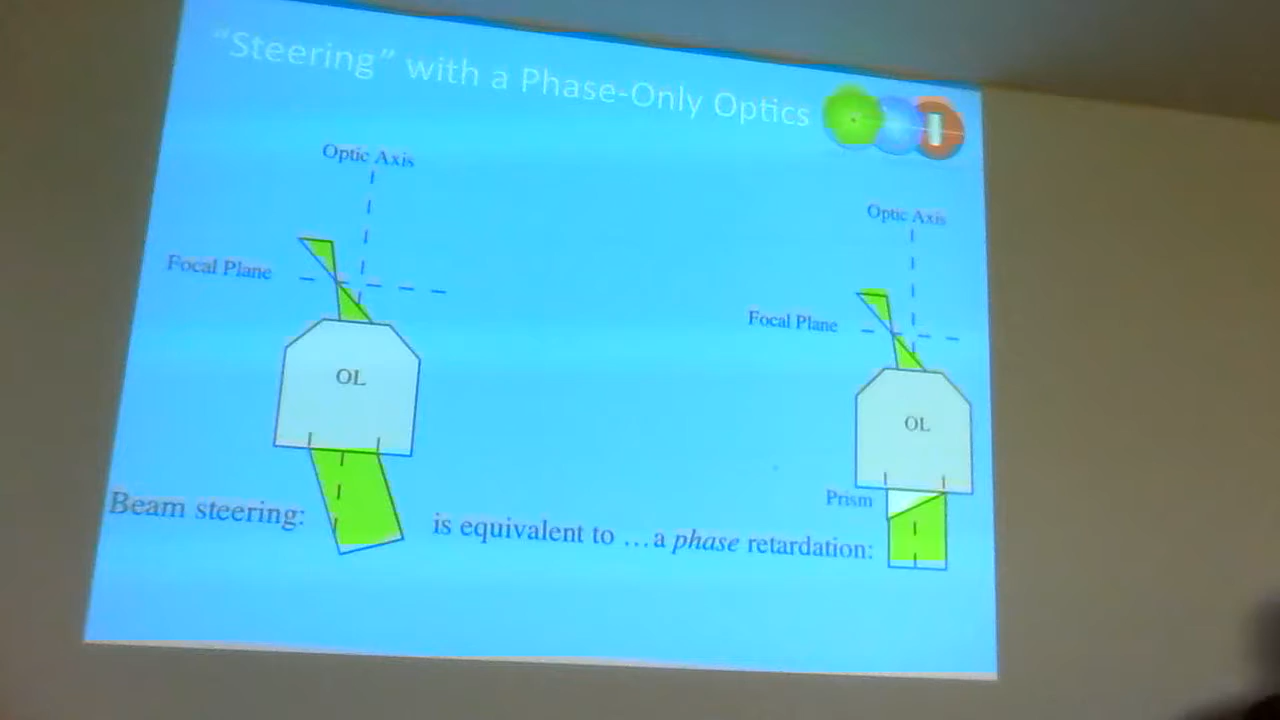 "Steering" with a Phase-Only Optics
Optic Axis
Focal Plane
OL
Beam steering:
is equivalent to ...a phase retardation:
Optic Axis
Focal Plane
OL
Prism